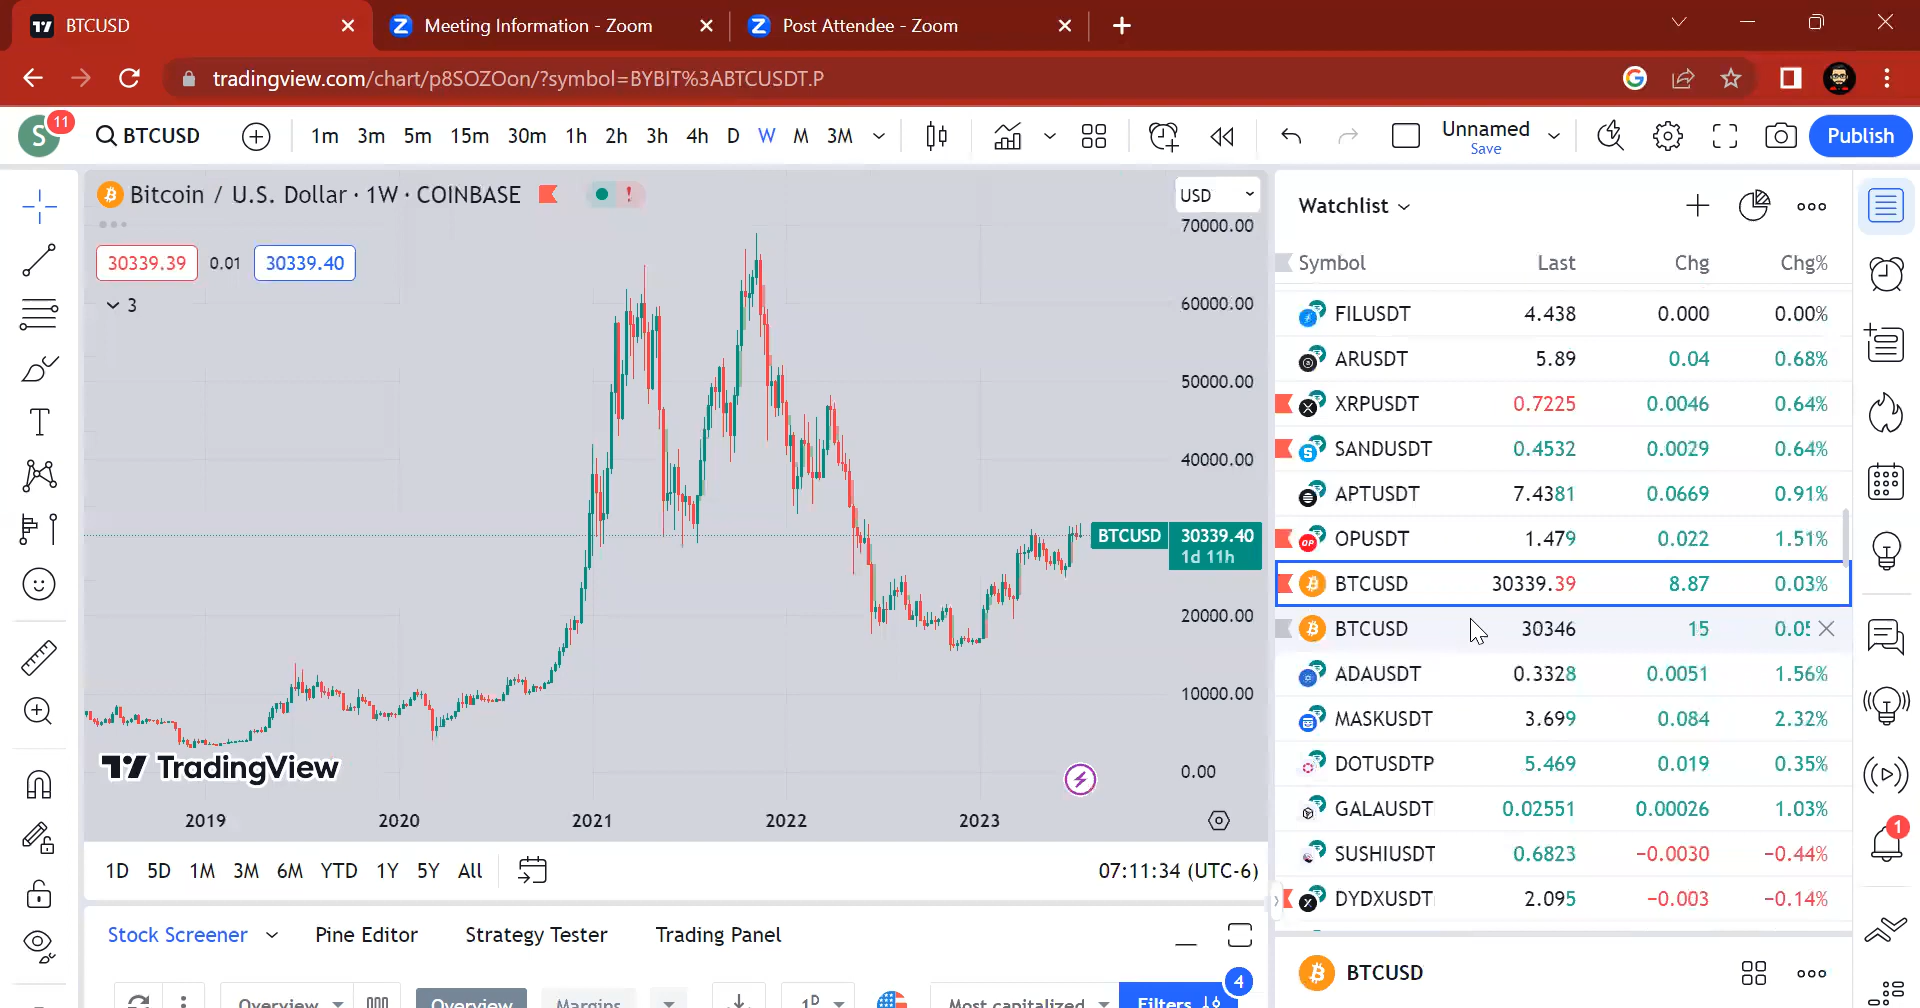 BTCUSD
Meeting Information - Zoom
Post Attendee - Zoom
tradingview.com/chart/p8SOZOon/?symbol=BYBIT%3ABTCUSDT.P
S 11 BTCUSD 1m 3m 5m 15m 30m 1h 2h 3h 4h D W M 3M Unnamed Save Publish
Bitcoin / U.S. Dollar · 1W · COINBASE
USD
30339.39 0.01 30339.40
3
70000.00
60000.00
50000.00
40000.00
BTCUSD 30339.40
1d 11h
20000.00
10000.00
0.00
TradingView
2019 2020 2021 2022 2023
1D 5D 1M 3M 6M YTD 1Y 5Y All 07:11:34 (UTC-6)
Stock Screener Pine Editor Strategy Tester Trading Panel
Overview Overview Margins 1D Most capitalized Filters 4
Watchlist
Symbol Last Chg Chg%
FILUSDT 4.438 0.000 0.00%
ARUSDT 5.89 0.04 0.68%
XRPUSDT 0.7225 0.0046 0.64%
SANDUSDT 0.4532 0.0029 0.64%
APTUSDT 7.4381 0.0669 0.91%
OPUSDT 1.479 0.022 1.51%
BTCUSD 30339.39 8.87 0.03%
BTCUSD 30346 15 0.05
ADAUSDT 0.3328 0.0051 1.56%
MASKUSDT 3.699 0.084 2.32%
DOTUSDTP 5.469 0.019 0.35%
GALAUSDT 0.02551 0.00026 1.03%
SUSHIUSDT 0.6823 −0.0030 −0.44%
DYDXUSDT 2.095 −0.003 −0.14%
BTCUSD
1